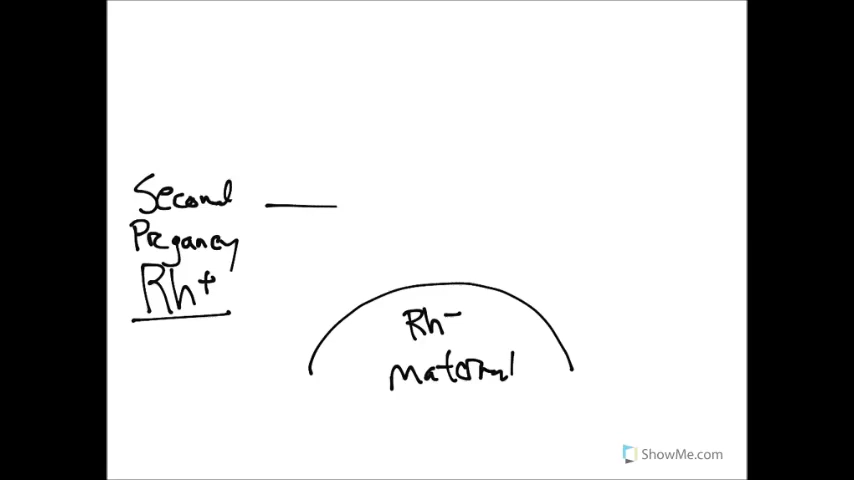 Second
Pregancy
Rh+
Rh-
maternal
ShowMe.com